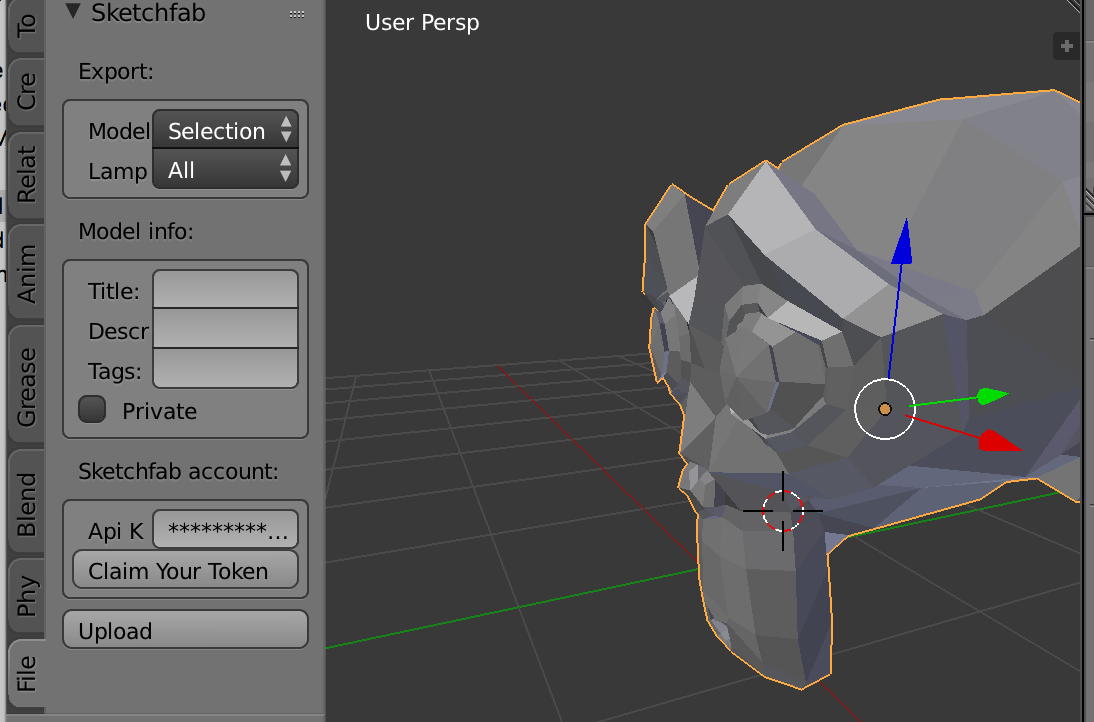 To
Cre
Relat
Anim
Grease
Blend
Phy
File
Sketchfab
Export:
Model Selection
Lamp All
Model info:
Title:
Descr
Tags:
Private
Sketchfab account:
Api K *********...
Claim Your Token
Upload
User Persp